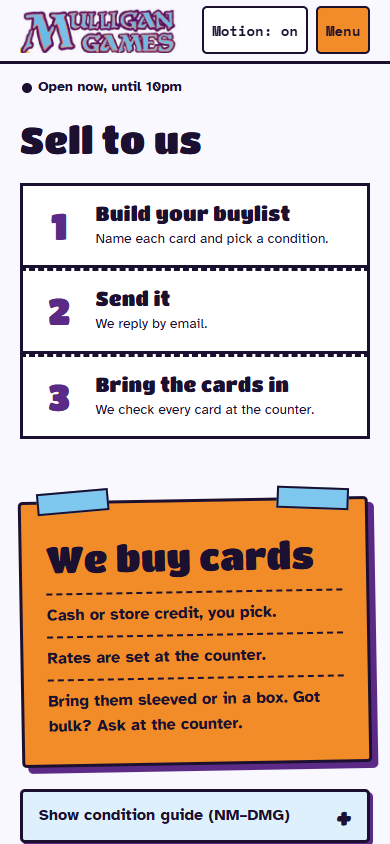 MULLIGAN
GAMES
Motion: on
Menu
Open now, until 10pm
Sell to us
1
Build your buylist
Name each card and pick a condition.
2
Send it
We reply by email.
3
Bring the cards in
We check every card at the counter.
We buy cards
Cash or store credit, you pick.
Rates are set at the counter.
Bring them sleeved or in a box. Got
bulk? Ask at the counter.
Show condition guide (NM–DMG)
+